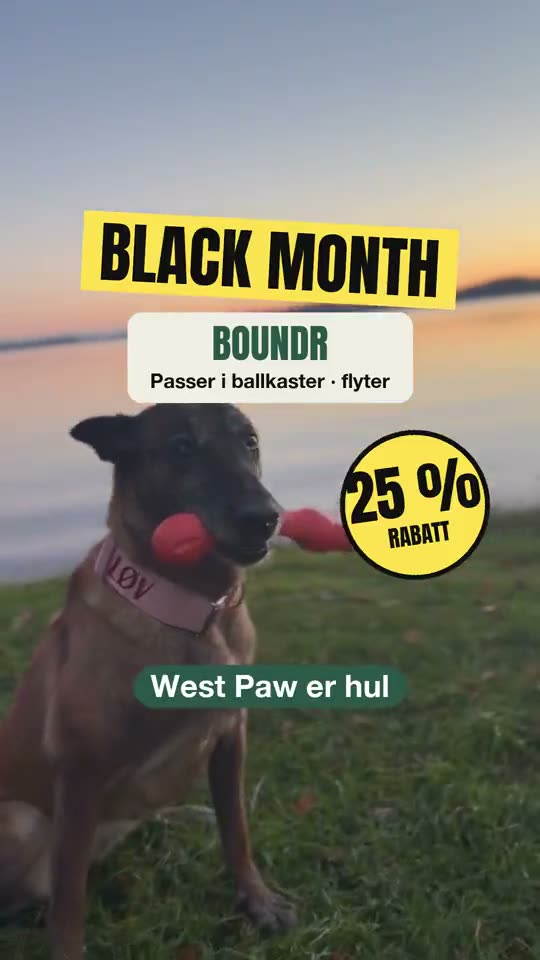 BLACK MONTH
BOUNDR
Passer i ballkaster · flyter
25 %
RABATT
LØV
West Paw er hul